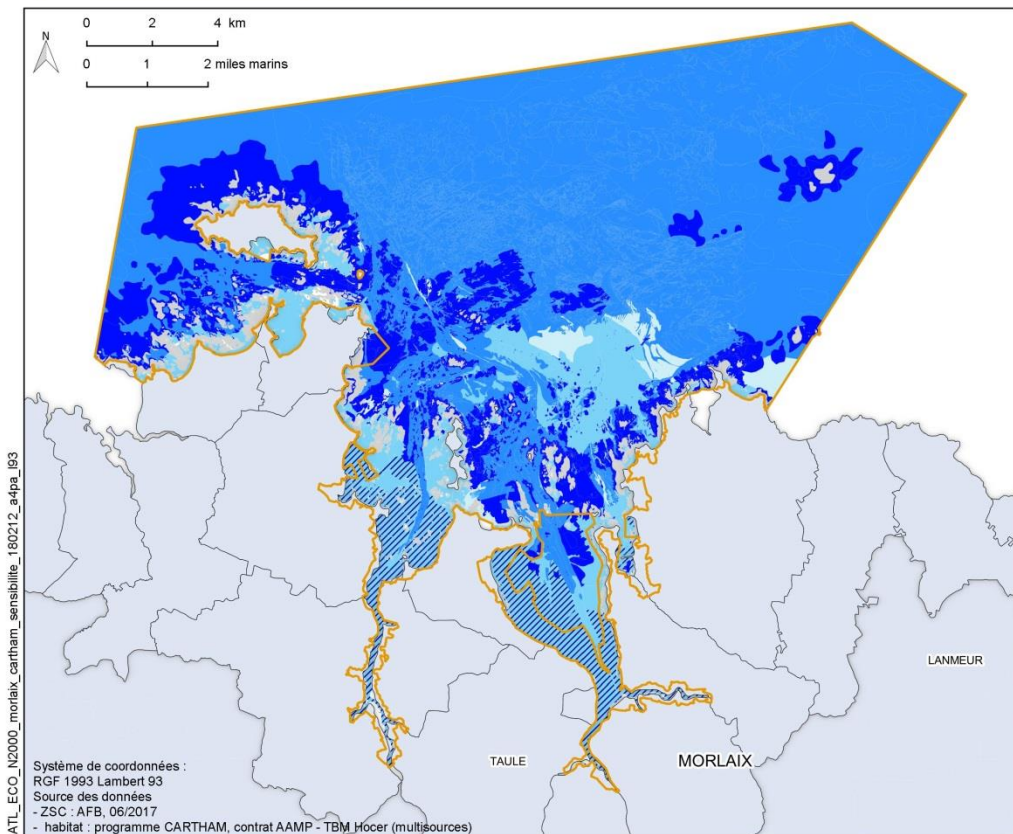 0 2 4 km
N
0 1 2 miles marins
LANMEUR
TAULE
MORLAIX
Système de coordonnées :
RGF 1993 Lambert 93
Source des données
- ZSC : AFB, 06/2017
- habitat : programme CARTHAM, contrat AAMP - TBM Hocer (multisources)
ATL_ECO_N2000_morlaix_cartham_sensibilite_180212_a4pa_l93